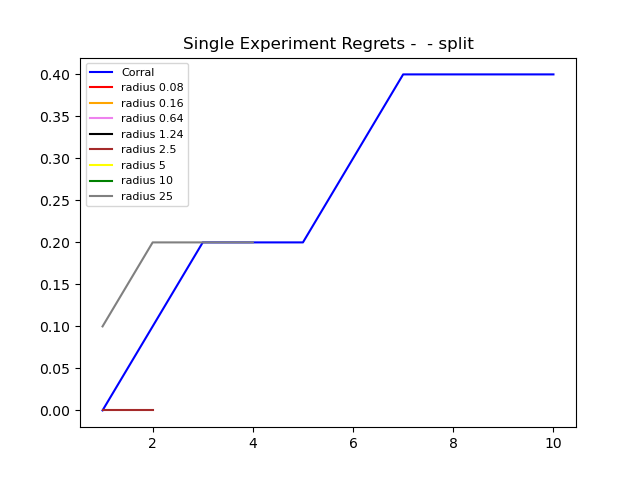 Single Experiment Regrets -  - split
0.40
0.35
0.30
0.25
0.20
0.15
0.10
0.05
0.00
Corral
radius 0.08
radius 0.16
radius 0.64
radius 1.24
radius 2.5
radius 5
radius 10
radius 25
2 4 6 8 10